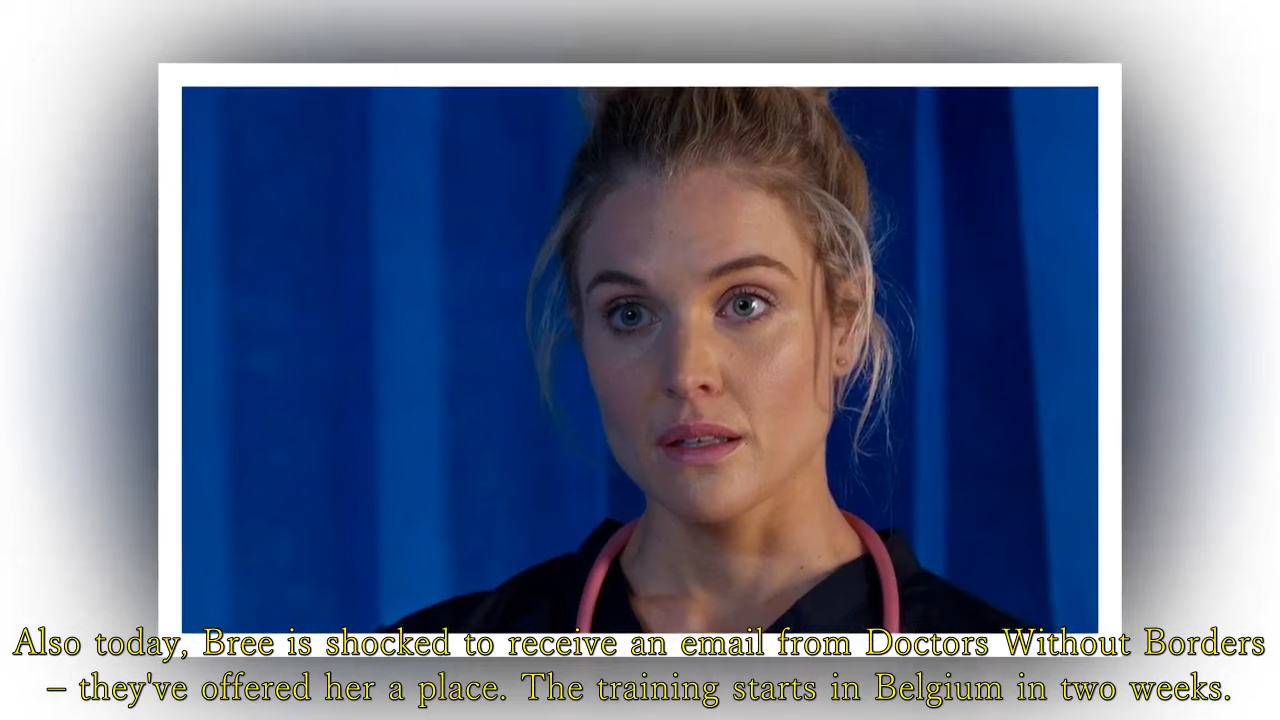 Also today, Bree is shocked to receive an email from Doctors Without Borders
– they've offered her a place. The training starts in Belgium in two weeks.